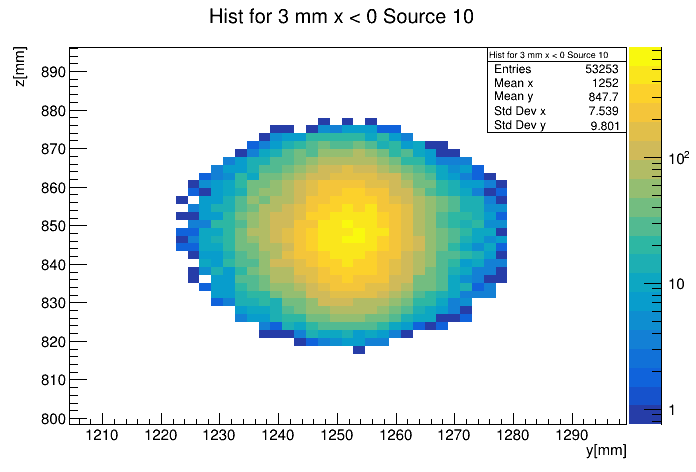 Hist for 3 mm x < 0 Source 10
z[mm]
Hist for 3 mm x < 0 Source 10
Entries 53253
Mean x 1252
Mean y 847.7
Std Dev x 7.539
Std Dev y 9.801
890
880
870
860
850
840
830
820
810
800
1210 1220 1230 1240 1250 1260 1270 1280 1290
y[mm]
10²
10
1